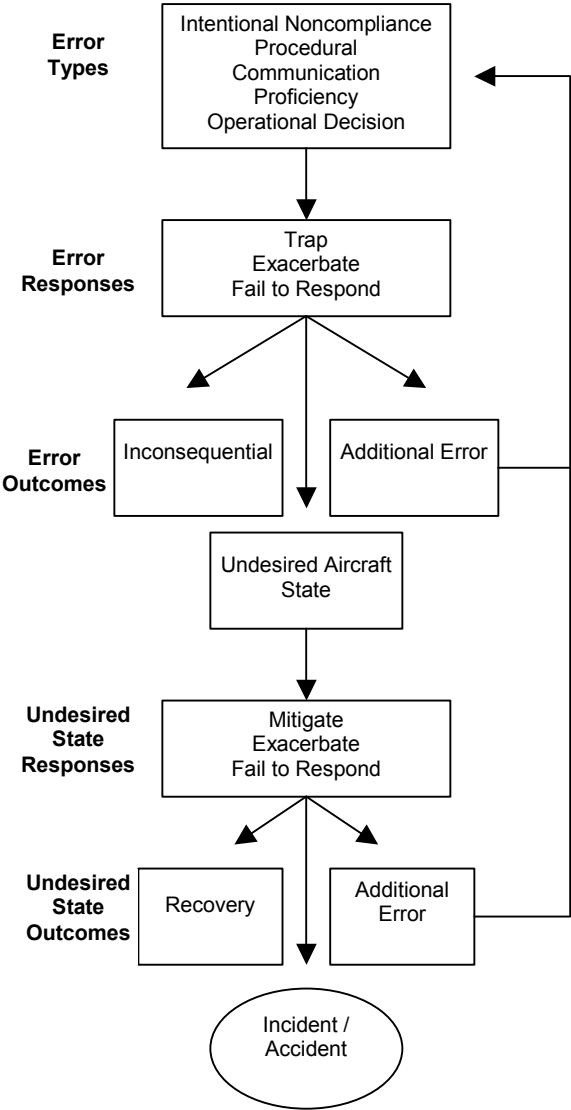 Error
Types
Intentional Noncompliance
Procedural
Communication
Proficiency
Operational Decision
Error
Responses
Trap
Exacerbate
Fail to Respond
Error
Outcomes
Inconsequential
Additional Error
Undesired Aircraft
State
Undesired
State
Responses
Mitigate
Exacerbate
Fail to Respond
Undesired
State
Outcomes
Recovery
Additional
Error
Incident /
Accident